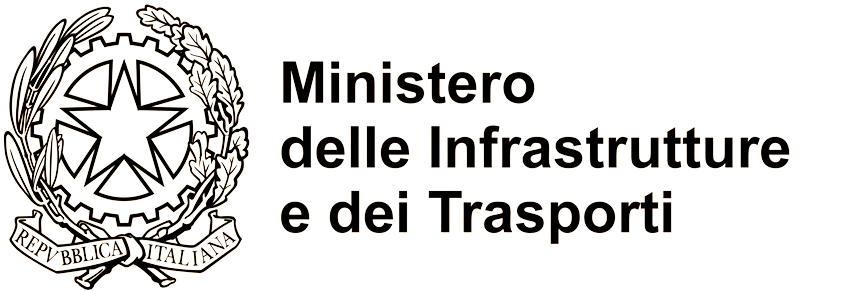 Ministero
delle Infrastrutture
e dei Trasporti
REPVBBLICA ITALIANA